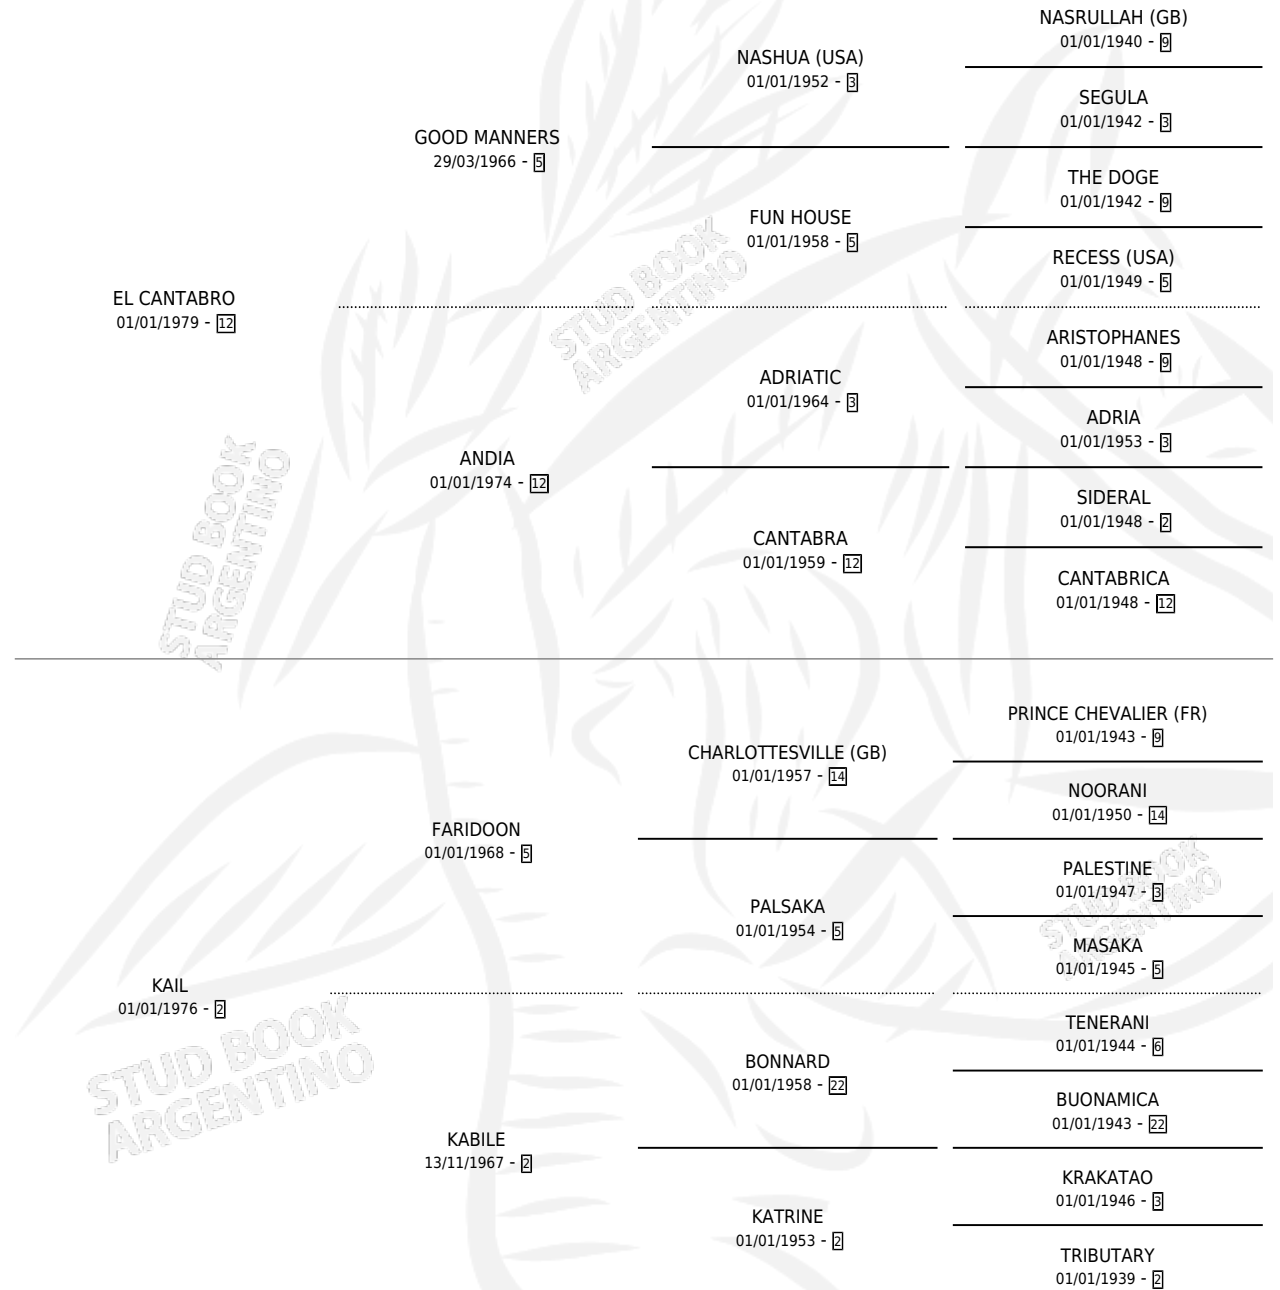 NASRULLAH (GB)
01/01/1940 - 9
NASHUA (USA)
01/01/1952 - 3
SEGULA
01/01/1942 - 3
GOOD MANNERS
29/03/1966 - 5
THE DOGE
01/01/1942 - 9
FUN HOUSE
01/01/1958 - 5
RECESS (USA)
01/01/1949 - 5
EL CANTABRO
01/01/1979 - 12
STUD BOOK
ARGENTINO
ARISTOPHANES
01/01/1948 - 9
ADRIATIC
01/01/1964 - 3
ADRIA
01/01/1953 - 3
ANDIA
01/01/1974 - 12
SIDERAL
01/01/1948 - 2
CANTABRA
01/01/1959 - 12
CANTABRICA
01/01/1948 - 12
STUD BOOK
ARGENTINO
PRINCE CHEVALIER (FR)
01/01/1943 - 9
CHARLOTTESVILLE (GB)
01/01/1957 - 14
NOORANI
01/01/1950 - 14
FARIDOON
01/01/1968 - 5
PALESTINE
01/01/1947 - 3
PALSAKA
01/01/1954 - 5
STUD BOOK
ARGENTINO
MASAKA
01/01/1945 - 5
KAIL
01/01/1976 - 2
TENERANI
01/01/1944 - 6
BONNARD
01/01/1958 - 22
BUONAMICA
01/01/1943 - 22
STUD BOOK
ARGENTINO
KABILE
13/11/1967 - 2
KRAKATAO
01/01/1946 - 3
KATRINE
01/01/1953 - 2
TRIBUTARY
01/01/1939 - 2